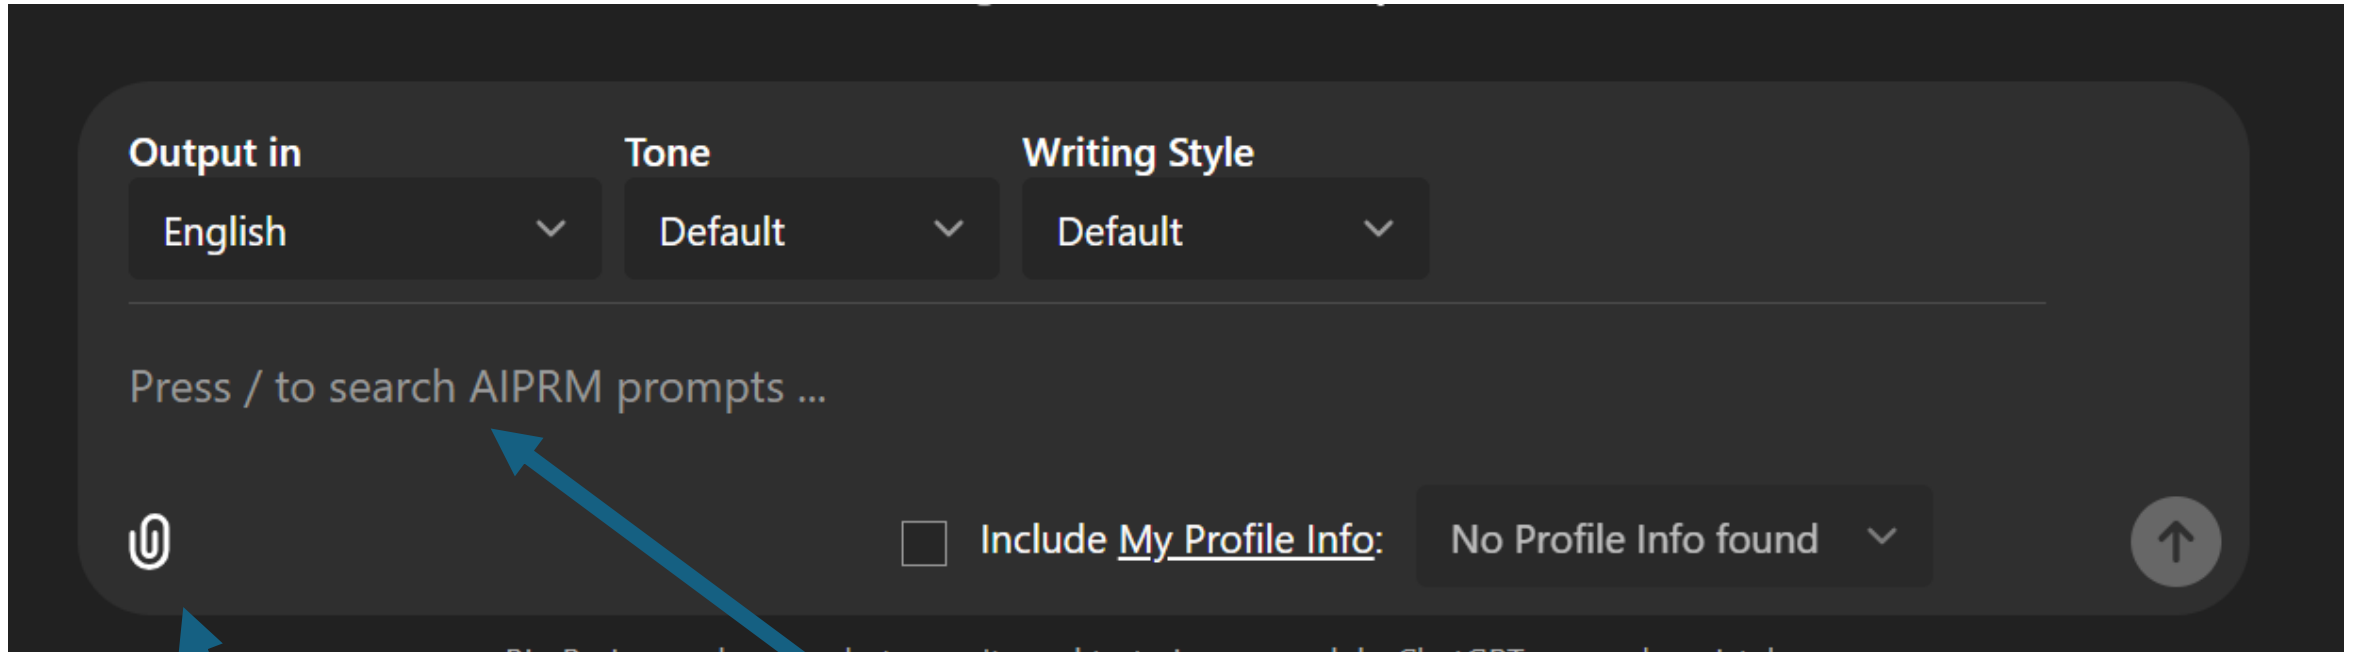 Output in Tone Writing Style
English Default Default
Press / to search AIPRM prompts ...
Include My Profile Info: No Profile Info found
ChatGPT